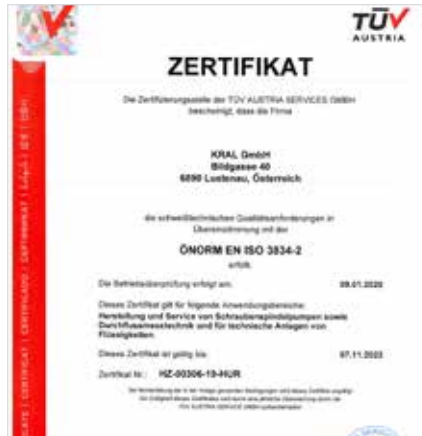 TÜV
AUSTRIA
ZERTIFIKAT
Die Zertifizierungsstelle der TÜV AUSTRIA SERVICES GMBH
bescheinigt, dass die Firma
KRAL GmbH
Bildgasse 40
6890 Lustenau, Österreich
die schweißtechnischen Qualitätsanforderungen in
Übereinstimmung mit der
ÖNORM EN ISO 3834-2
erfüllt.
Die Betriebsüberprüfung erfolgt am: 09.01.2020
Dieses Zertifikat gilt für folgende Anwendungsbereiche:
Herstellung und Service von Schraubenspindelpumpen sowie
Durchflussmesstechnik und für technische Anlagen von
Flüssigkeiten.
Dieses Zertifikat ist gültig bis: 07.11.2023
Zertifikat Nr.: HZ-00306-19-HUR